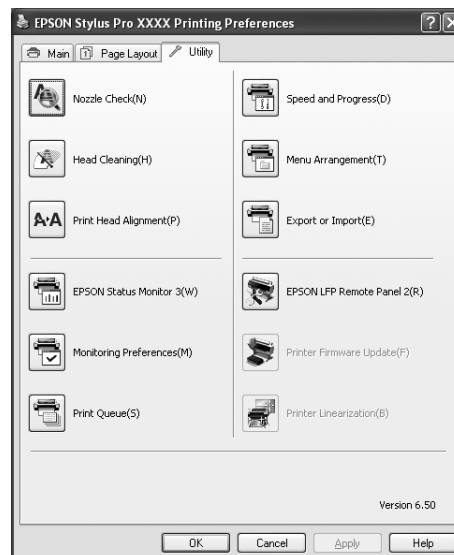 EPSON Stylus Pro XXXX Printing Preferences
Main
Page Layout
Utility
Nozzle Check(N)
Speed and Progress(D)
Head Cleaning(H)
Menu Arrangement(T)
Print Head Alignment(P)
Export or Import(E)
EPSON Status Monitor 3(W)
EPSON LFP Remote Panel 2(R)
Monitoring Preferences(M)
Printer Firmware Update(F)
Print Queue(S)
Printer Linearization(B)
Version 6.50
OK
Cancel
Apply
Help